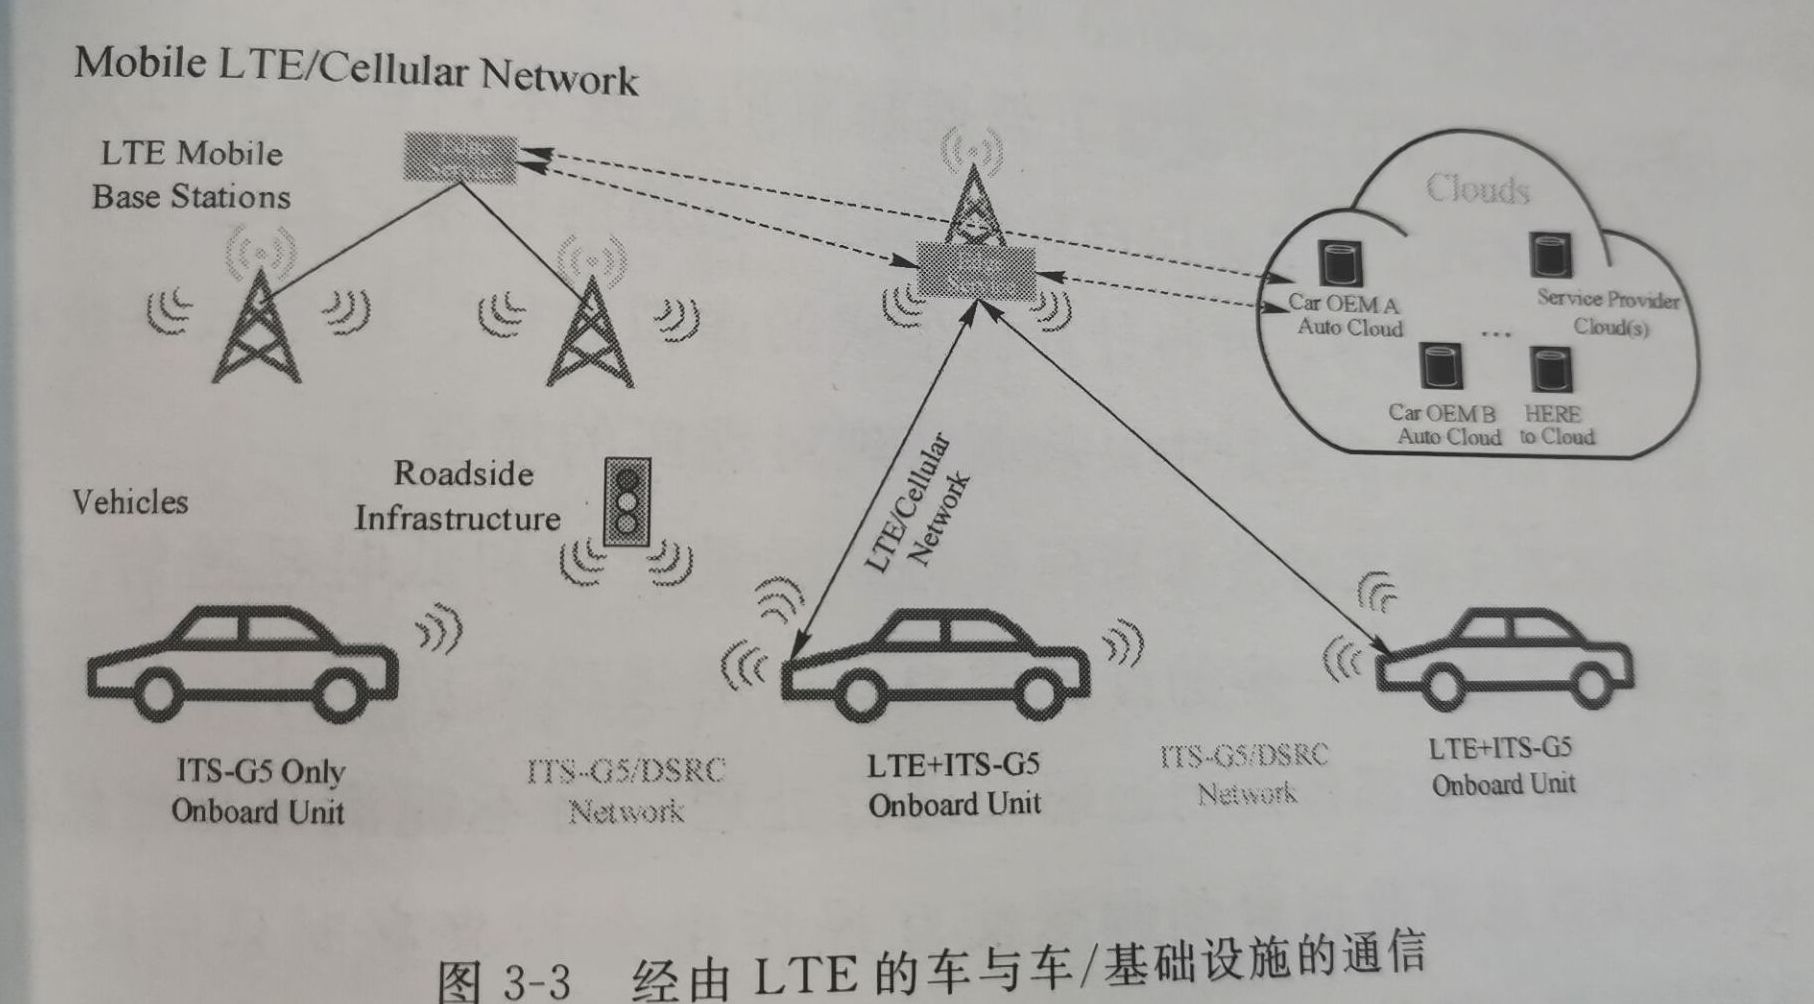 Mobile LTE/Cellular Network
LTE Mobile
Base Stations
Clouds
Car OEM A
Auto Cloud
Service Provider
Cloud(s)
...
Car OEM B
Auto Cloud
HERE
to Cloud
Vehicles
Roadside
Infrastructure
LTE/Cellular
Network
ITS-G5 Only
Onboard Unit
ITS-G5/DSRC
Network
LTE+ITS-G5
Onboard Unit
ITS-G5/DSRC
Network
LTE+ITS-G5
Onboard Unit
图 3-3 经由 LTE 的车与车/基础设施的通信